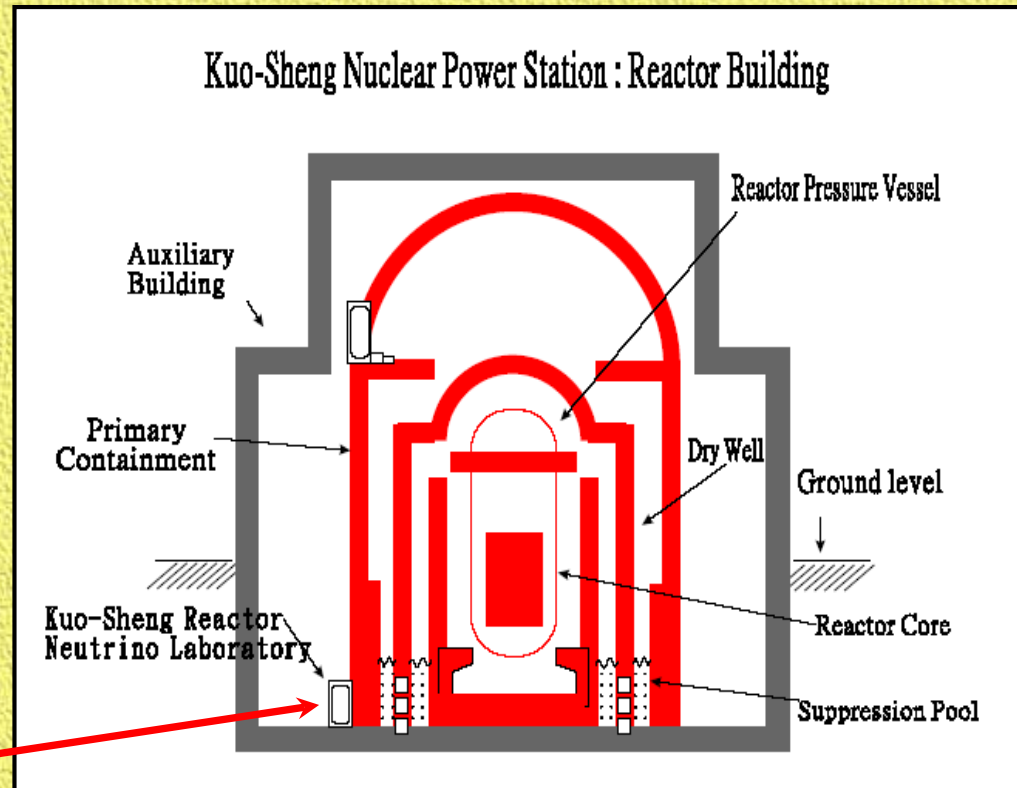 Kuo-Sheng Nuclear Power Station : Reactor Building
Reactor Pressure Vessel
Auxiliary
Building
Primary
Containment
Dry Well
Ground level
Kuo-Sheng Reactor
Neutrino Laboratory
Reactor Core
Suppression Pool